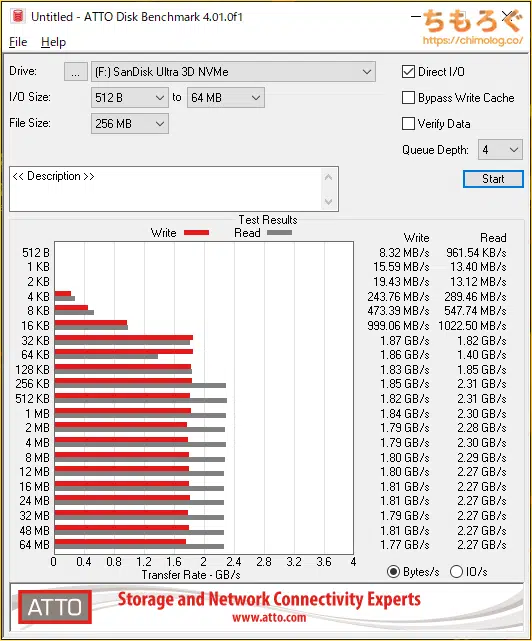 Untitled - ATTO Disk Benchmark 4.01.0f1
ちもろぐ
https://chimolog.co/
File Help
Drive: ... (F:) SanDisk Ultra 3D NVMe
Direct I/O
I/O Size: 512 B to 64 MB
Bypass Write Cache
File Size: 256 MB
Verify Data
Queue Depth: 4
<< Description >>
Start
Test Results
Write Read
Write Read
512 B 8.32 MB/s 961.54 KB/s
1 KB 15.59 MB/s 13.40 MB/s
2 KB 19.43 MB/s 13.12 MB/s
4 KB 243.76 MB/s 289.46 MB/s
8 KB 473.39 MB/s 547.74 MB/s
16 KB 999.06 MB/s 1022.50 MB/s
32 KB 1.87 GB/s 1.82 GB/s
64 KB 1.86 GB/s 1.40 GB/s
128 KB 1.83 GB/s 1.85 GB/s
256 KB 1.85 GB/s 2.31 GB/s
512 KB 1.82 GB/s 2.31 GB/s
1 MB 1.84 GB/s 2.30 GB/s
2 MB 1.79 GB/s 2.28 GB/s
4 MB 1.79 GB/s 2.30 GB/s
8 MB 1.80 GB/s 2.29 GB/s
12 MB 1.80 GB/s 2.27 GB/s
16 MB 1.81 GB/s 2.27 GB/s
24 MB 1.81 GB/s 2.27 GB/s
32 MB 1.79 GB/s 2.27 GB/s
48 MB 1.81 GB/s 2.27 GB/s
64 MB 1.77 GB/s 2.27 GB/s
0 0.4 0.8 1.2 1.6 2 2.4 2.8 3.2 3.6 4
Transfer Rate - GB/s
Bytes/s IO/s
ATTO
Storage and Network Connectivity Experts
www.atto.com